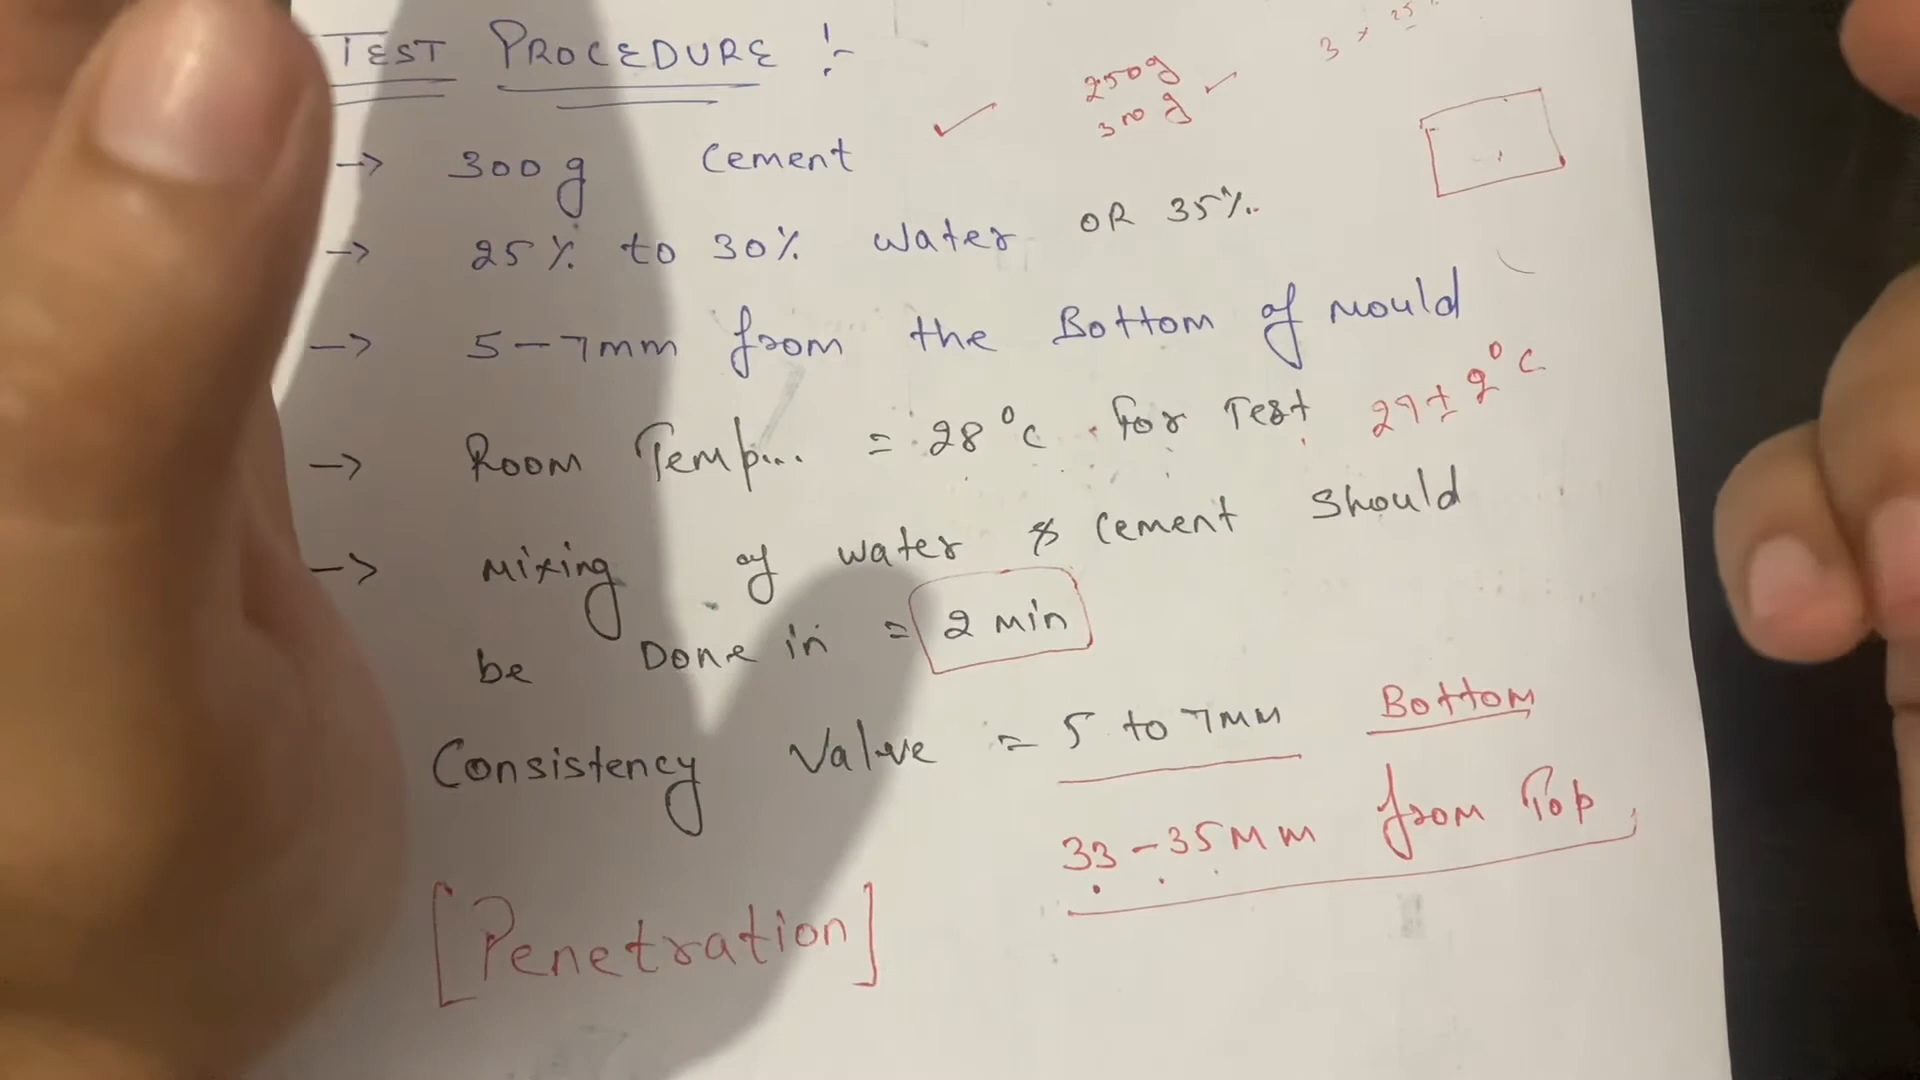 TEST PROCEDURE :-
250g
300g
3 × 25
→ 300g cement
→ 25% to 30% water OR 35%.
→ 5-7mm from the Bottom of mould
→ Room Temp... = 28°C for Test 27±2°C
→ Mixing of water & cement should
be Done in = 2 min
Consistency Value = 5 to 7mm Bottom
33-35mm from Top
[Penetration]